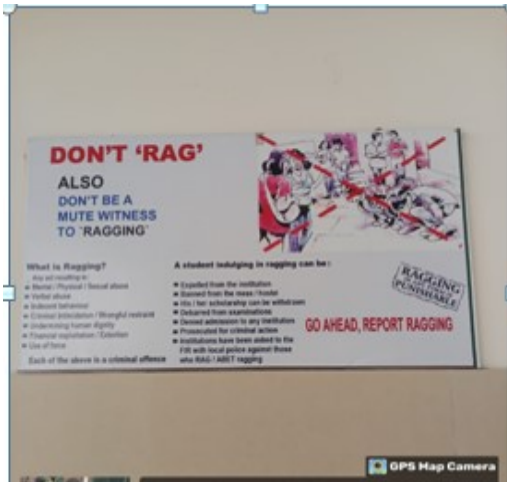 DON'T 'RAG'
ALSO
DON'T BE A
MUTE WITNESS
TO 'RAGGING'
What is Ragging?
Any act resulting in
Mental / Physical / Sexual abuse
Verbal abuse
Indecent behaviour
Criminal Intimidation / Wrongful restraint
Undermining human dignity
Financial exploitation / Extortion
Use of force
Each of the above is a criminal offence
A student indulging in ragging can be :
Expelled from the institution
Banned from the mess / hostel
His / her scholarship can be withdrawn
Debarred from examinations
Denied admission to any institution
Prosecuted for criminal action
Institutions have been asked to file
FIR with local police against those
who RAG / ABET ragging
RAGGING
PUNISHABLE
GO AHEAD, REPORT RAGGING
GPS Map Camera